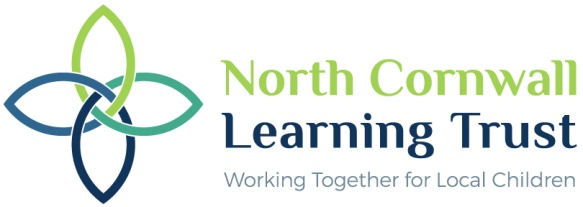 North Cornwall
Learning Trust
Working Together for Local Children